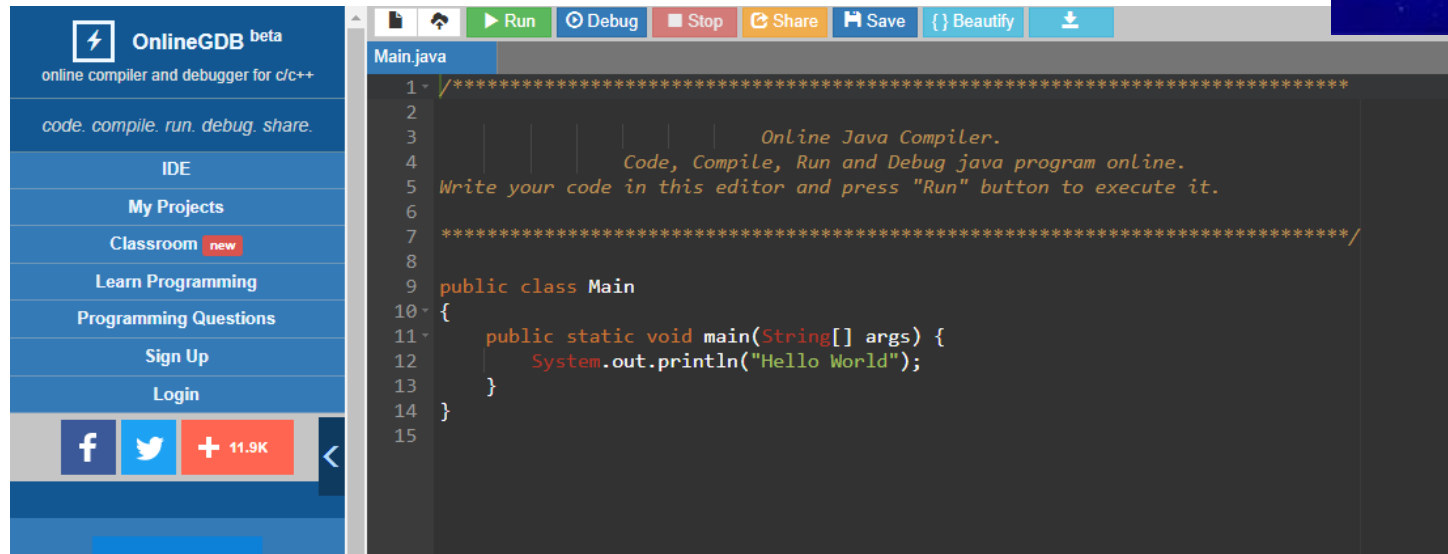 OnlineGDB beta
online compiler and debugger for c/c++
code. compile. run. debug. share.
IDE
My Projects
Classroom new
Learn Programming
Programming Questions
Sign Up
Login
f
+ 11.9K
<
Run Debug Stop Share Save {} Beautify
Main.java
1 /******************************************************************************
2
3 Online Java Compiler.
4 Code, Compile, Run and Debug java program online.
5 Write your code in this editor and press "Run" button to execute it.
6
7 *******************************************************************************/
8
9 public class Main
10 {
11 public static void main(String[] args) {
12 System.out.println("Hello World");
13 }
14 }
15